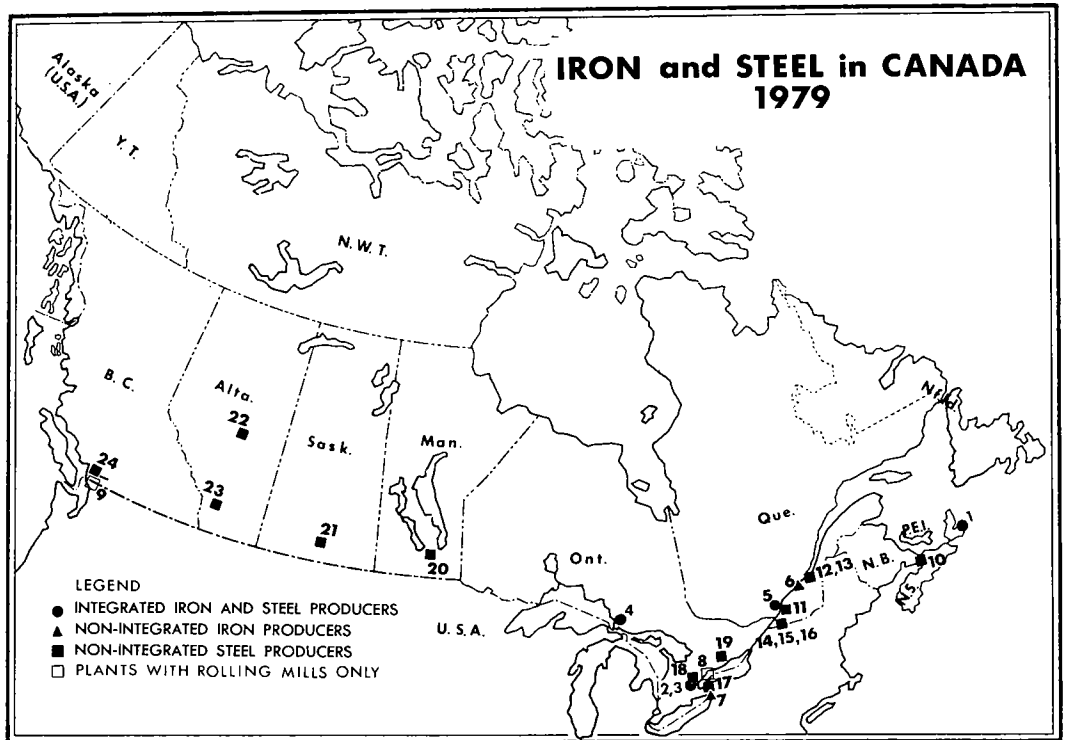 IRON and STEEL in CANADA
1979
Alaska
(U.S.A.)
Y.T.
N.W.T.
B.C.
Alta.
22
23
24
9
Sask.
21
Man.
20
Ont.
4
U.S.A.
Que.
Nfld.
P.E.I.
1
N.B.
10
N.S.
6
12,13
5
11
14,15,16
19
18
8
2,3
17
7
LEGEND
INTEGRATED IRON AND STEEL PRODUCERS
NON-INTEGRATED IRON PRODUCERS
NON-INTEGRATED STEEL PRODUCERS
PLANTS WITH ROLLING MILLS ONLY